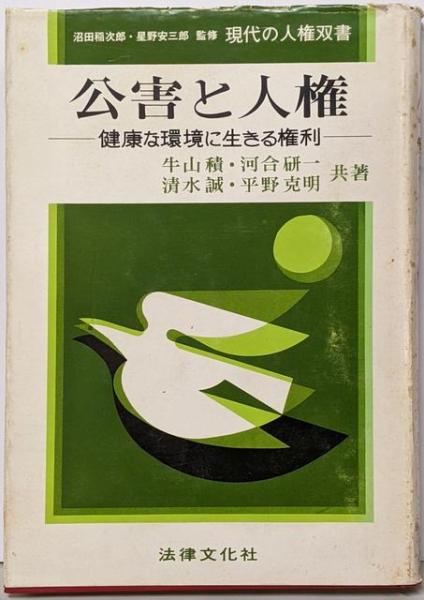 沼田稲次郎・星野安三郎 監修 現代の人権双書
公害と人権
―健康な環境に生きる権利―
牛山積・河合研一
清水誠・平野克明 共著
法律文化社